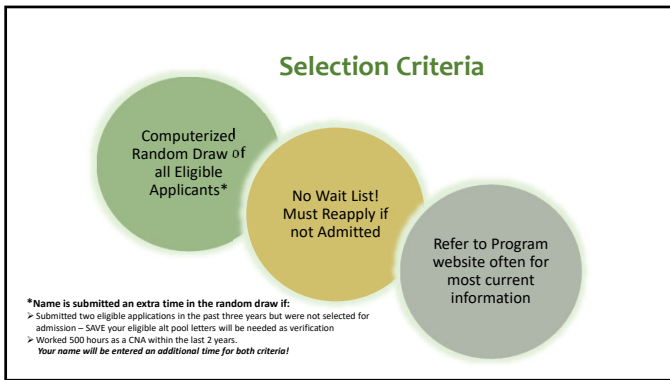 Selection Criteria
Computerized
Random Draw of
all Eligible
Applicants*
No Wait List!
Must Reapply if
not Admitted
Refer to Program
website often for
most current
information
*Name is submitted an extra time in the random draw if:
➢ Submitted two eligible applications in the past three years but were not selected for
admission – SAVE your eligible alt pool letters will be needed as verification
➢ Worked 500 hours as a CNA within the last 2 years.
Your name will be entered an additional time for both criteria!